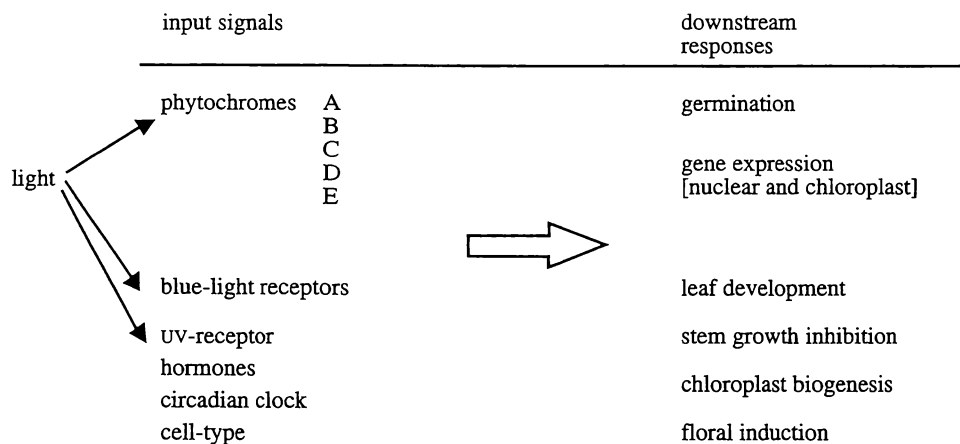 input signals
downstream
responses
phytochromes A
B
C
D
E
light
blue-light receptors
UV-receptor
hormones
circadian clock
cell-type
germination
gene expression
[nuclear and chloroplast]
leaf development
stem growth inhibition
chloroplast biogenesis
floral induction